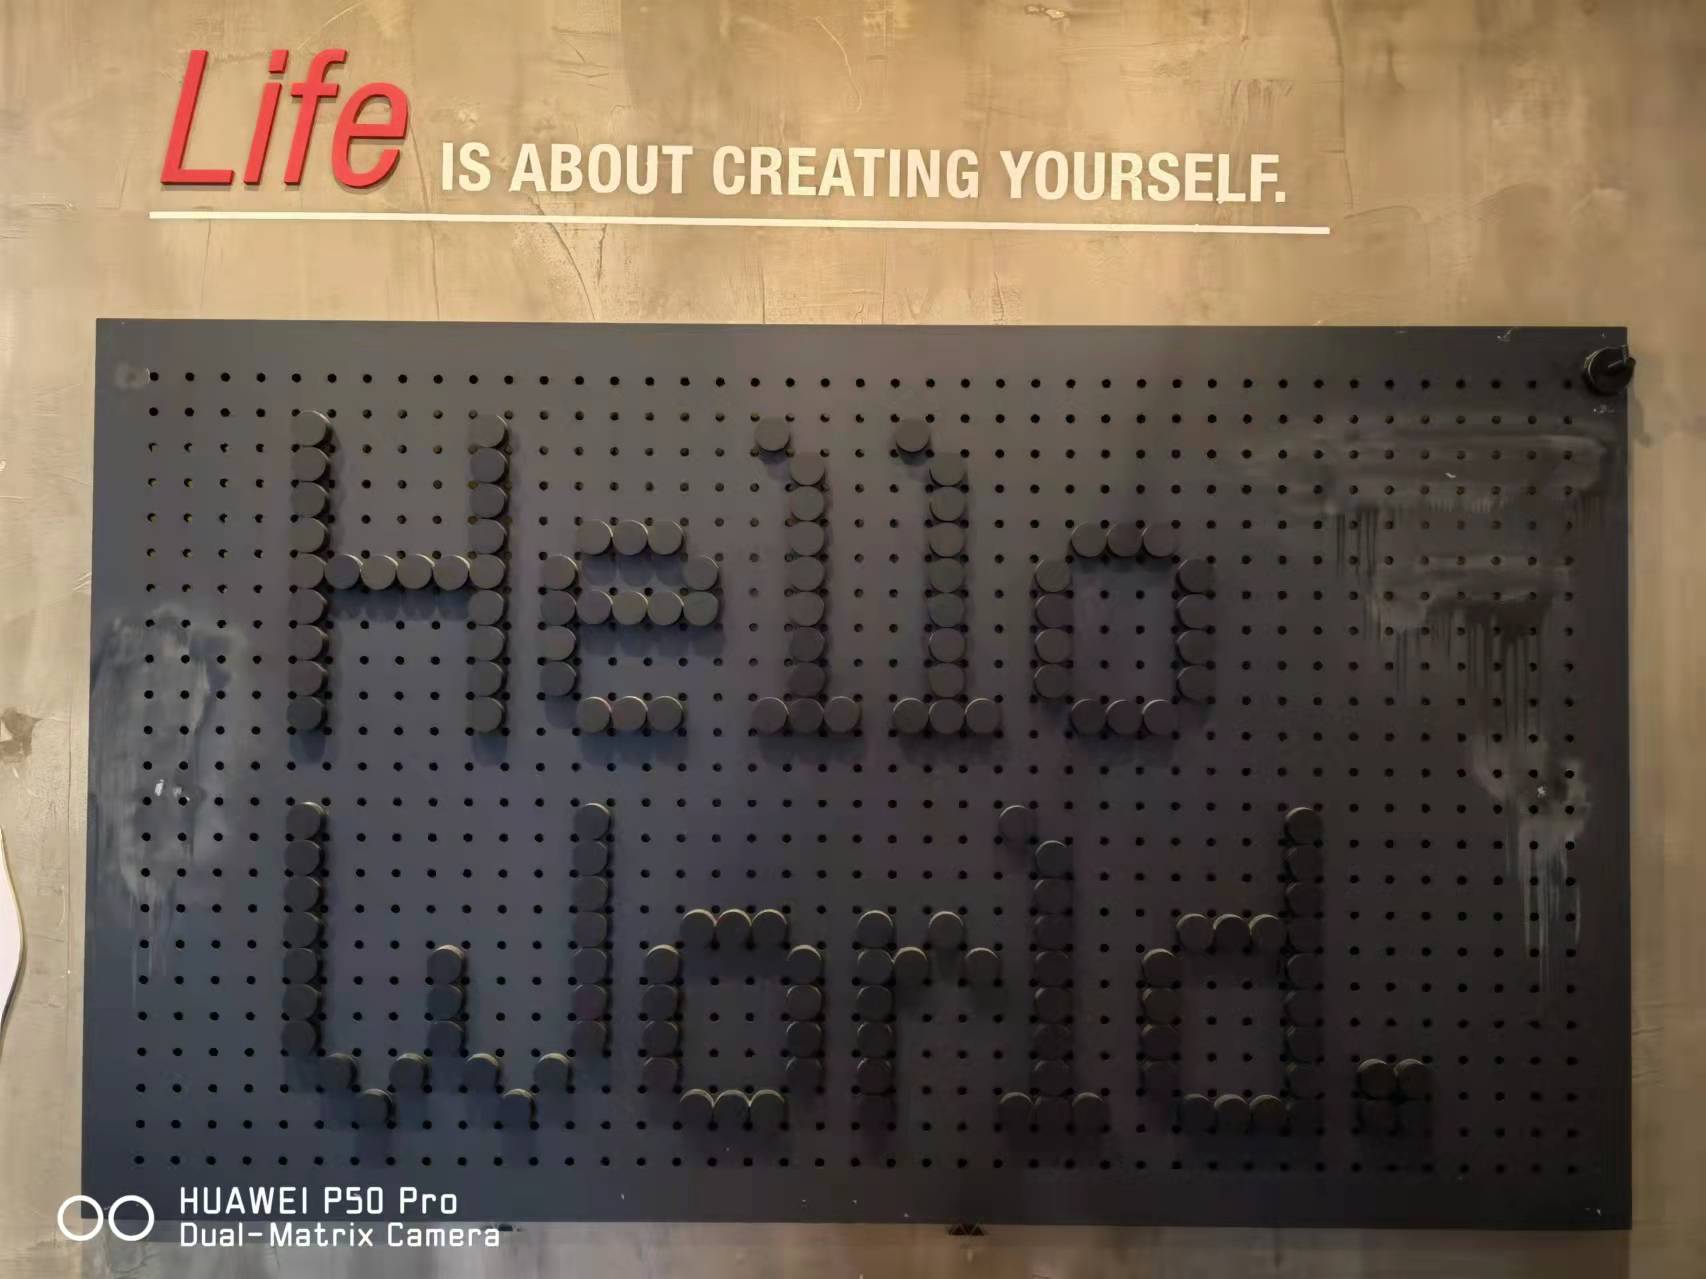 Life IS ABOUT CREATING YOURSELF.
Hello
World.
HUAWEI P50 Pro
Dual-Matrix Camera